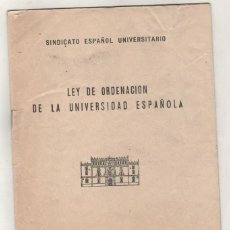 SINDICATO ESPAÑOL UNIVERSITARIO
LEY DE ORDENACION
DE LA UNIVERSIDAD ESPAÑOLA